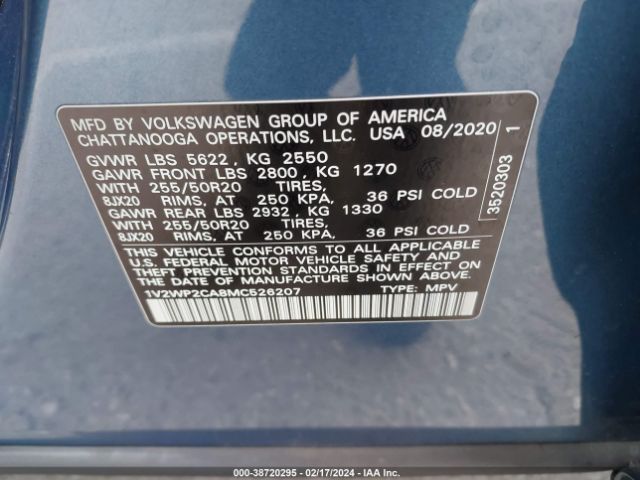 MFD BY VOLKSWAGEN GROUP OF AMERICA
CHATTANOOGA OPERATIONS, LLC. USA 08/2020
GVWR LBS 5622, KG 2550
GAWR FRONT LBS 2800, KG 1270
WITH 255/50R20 TIRES,
8JX20 RIMS, AT 250 KPA, 36 PSI COLD
GAWR REAR LBS 2932, KG 1330
WITH 255/50R20 TIRES,
8JX20 RIMS, AT 250 KPA, 36 PSI COLD
THIS VEHICLE CONFORMS TO ALL APPLICABLE
U.S. FEDERAL MOTOR VEHICLE SAFETY AND
THEFT PREVENTION STANDARDS IN EFFECT ON
THE DATE OF MANUFACTURE SHOWN ABOVE.
1V2WP2CA8MC526207 TYPE: MPV
3520303 1
000-38720295 - 02/17/2024 - IAAI.CA